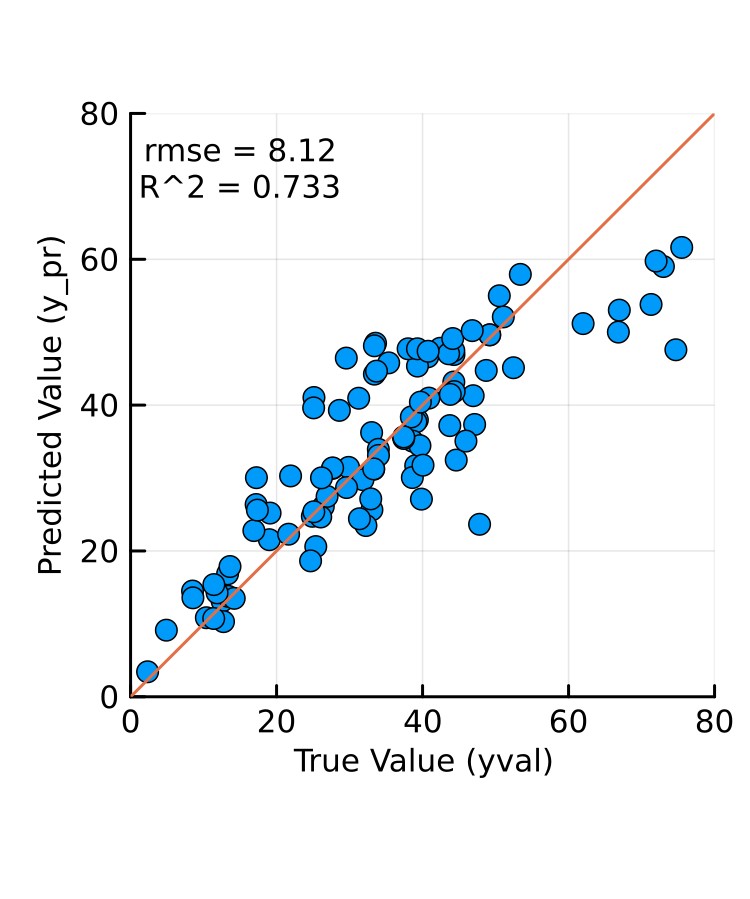 80
rmse = 8.12
R^2 = 0.733
60
40
20
0
Predicted Value (y_pr)
0 20 40 60 80
True Value (yval)